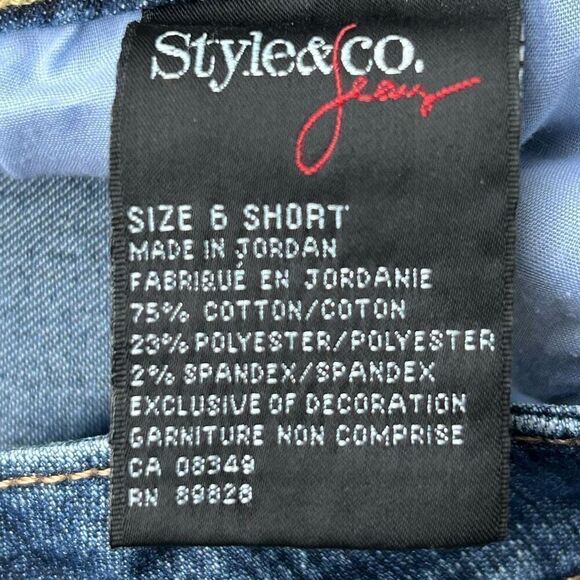 Style&co.
Jeans
SIZE 6 SHORT
MADE IN JORDAN
FABRIQUÉ EN JORDANIE
75% COTTON/COTON
23% POLYESTER/POLYESTER
2% SPANDEX/SPANDEX
EXCLUSIVE OF DECORATION
GARNITURE NON COMPRISE
CA 08349
RN 89828